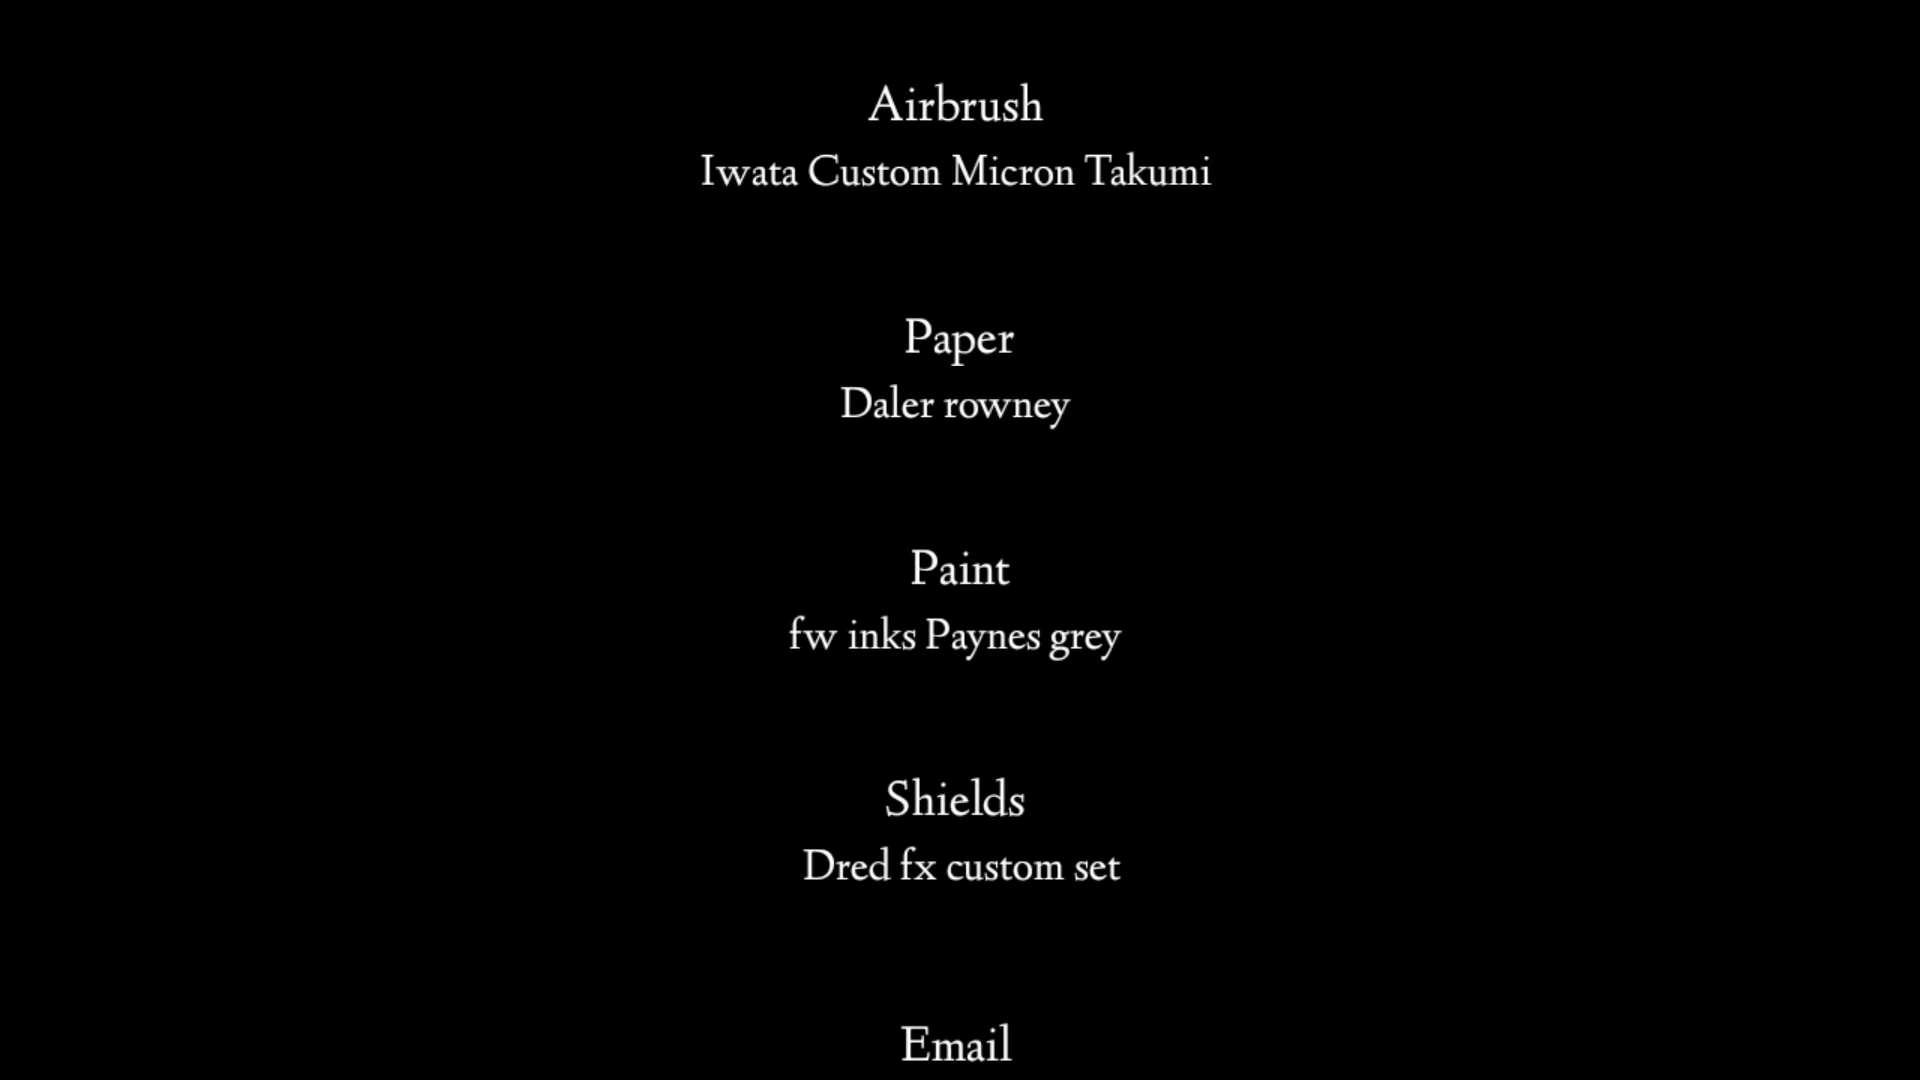 Airbrush
Iwata Custom Micron Takumi
Paper
Daler rowney
Paint
fw inks Paynes grey
Shields
Dred fx custom set
Email